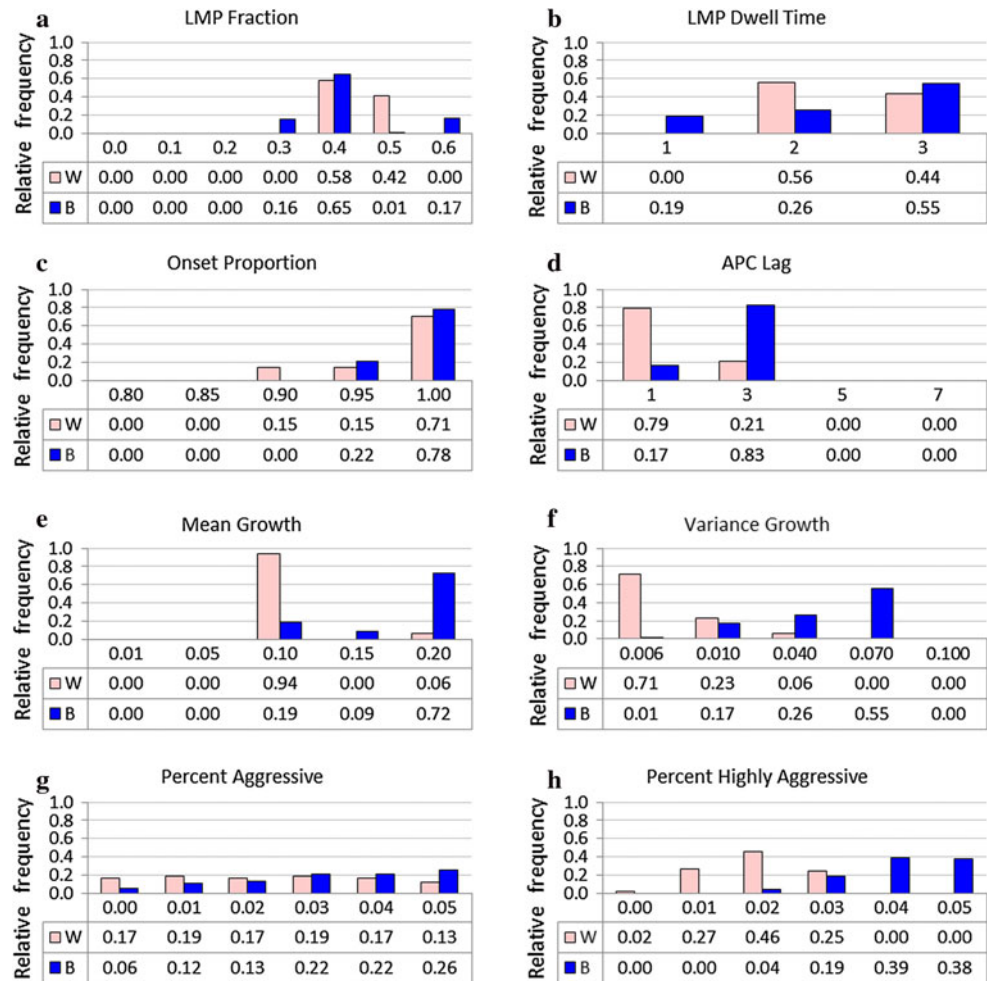 a LMP Fraction
Relative frequency
1.0
0.8
0.6
0.4
0.2
0.0
0.0 0.1 0.2 0.3 0.4 0.5 0.6
W 0.00 0.00 0.00 0.00 0.58 0.42 0.00
B 0.00 0.00 0.00 0.16 0.65 0.01 0.17
b LMP Dwell Time
Relative frequency
1.0
0.8
0.6
0.4
0.2
0.0
1 2 3
W 0.00 0.56 0.44
B 0.19 0.26 0.55
c Onset Proportion
Relative frequency
1.0
0.8
0.6
0.4
0.2
0.0
0.80 0.85 0.90 0.95 1.00
W 0.00 0.00 0.15 0.15 0.71
B 0.00 0.00 0.00 0.22 0.78
d APC Lag
Relative frequency
1.0
0.8
0.6
0.4
0.2
0.0
1 3 5 7
W 0.79 0.21 0.00 0.00
B 0.17 0.83 0.00 0.00
e Mean Growth
Relative frequency
1.0
0.8
0.6
0.4
0.2
0.0
0.01 0.05 0.10 0.15 0.20
W 0.00 0.00 0.94 0.00 0.06
B 0.00 0.00 0.19 0.09 0.72
f Variance Growth
Relative frequency
1.0
0.8
0.6
0.4
0.2
0.0
0.006 0.010 0.040 0.070 0.100
W 0.71 0.23 0.06 0.00 0.00
B 0.01 0.17 0.26 0.55 0.00
g Percent Aggressive
Relative frequency
1.0
0.8
0.6
0.4
0.2
0.0
0.00 0.01 0.02 0.03 0.04 0.05
W 0.17 0.19 0.17 0.19 0.17 0.13
B 0.06 0.12 0.13 0.22 0.22 0.26
h Percent Highly Aggressive
Relative frequency
1.0
0.8
0.6
0.4
0.2
0.0
0.00 0.01 0.02 0.03 0.04 0.05
W 0.02 0.27 0.46 0.25 0.00 0.00
B 0.00 0.00 0.04 0.19 0.39 0.38